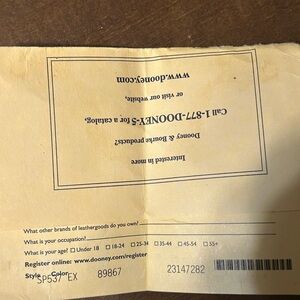 Interested in more
Dooney & Bourke products?
Call 1-877-DOONEY-5 for a catalog,
or visit our website,
www.dooney.com
What other brands of leathergoods do you own?
What is your occupation?
What is your age? ☐ Under 18 ☐ 18-24 ☐ 25-34 ☐ 35-44 ☐ 45-54 ☐ 55+
Register online: www.dooney.com/register
Style Color
SP537 EX 89867 23147282